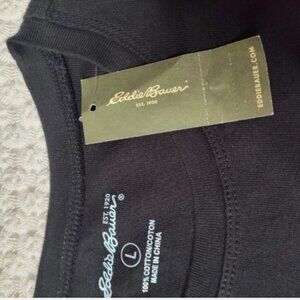 Eddie Bauer
EST. 1920
EDDIEBAUER.COM
EST. 1920
Eddie Bauer®
L
100% COTTON/COTON
MADE IN CHINA